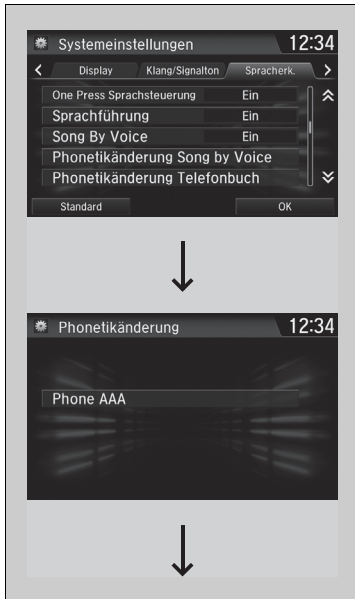 Systemeinstellungen 12:34
Display Klang/Signalton Spracherk.
One Press Sprachsteuerung Ein
Sprachführung Ein
Song By Voice Ein
Phonetikänderung Song by Voice
Phonetikänderung Telefonbuch
Standard OK
Phonetikänderung 12:34
Phone AAA